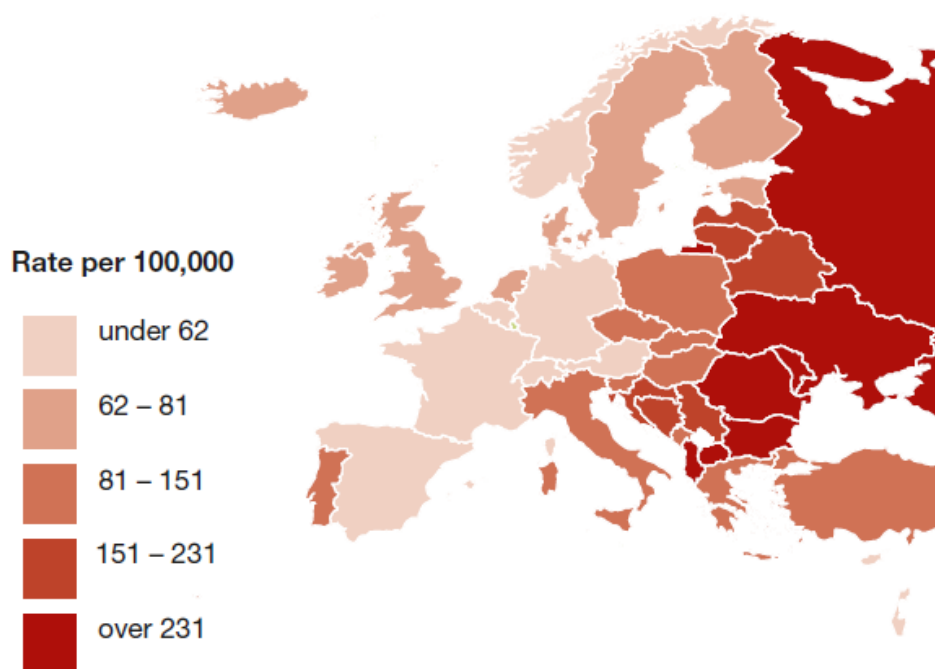 Rate per 100,000
under 62
62 – 81
81 – 151
151 – 231
over 231